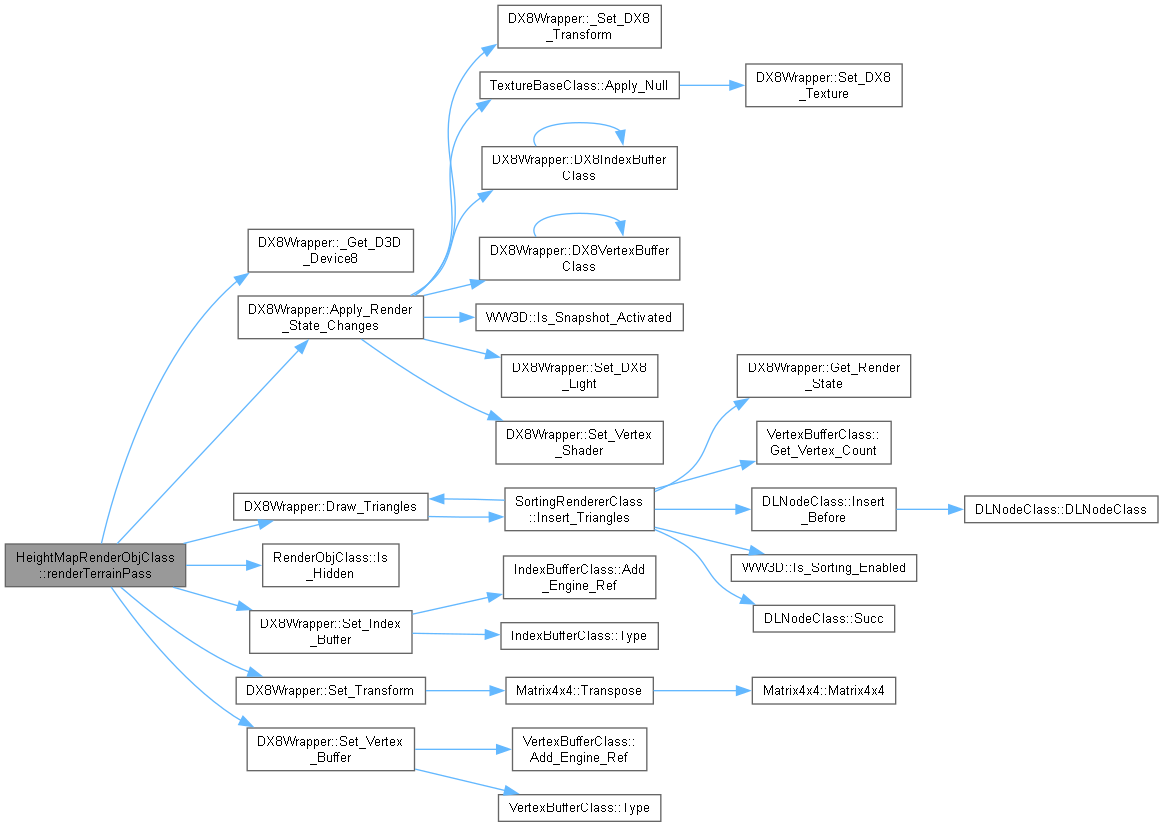 DX8Wrapper::_Set_DX8
_Transform
TextureBaseClass::Apply_Null
DX8Wrapper::Set_DX8
_Texture
DX8Wrapper::DX8IndexBuffer
Class
DX8Wrapper::_Get_D3D
_Device8
DX8Wrapper::DX8VertexBuffer
Class
DX8Wrapper::Apply_Render
_State_Changes
WW3D::Is_Snapshot_Activated
DX8Wrapper::Set_DX8
_Light
DX8Wrapper::Get_Render
_State
DX8Wrapper::Set_Vertex
_Shader
VertexBufferClass::
Get_Vertex_Count
DX8Wrapper::Draw_Triangles
SortingRendererClass
::Insert_Triangles
DLNodeClass::Insert
_Before
DLNodeClass::DLNodeClass
HeightMapRenderObjClass
::renderTerrainPass
RenderObjClass::Is
_Hidden
IndexBufferClass::Add
_Engine_Ref
WW3D::Is_Sorting_Enabled
DX8Wrapper::Set_Index
_Buffer
IndexBufferClass::Type
DLNodeClass::Succ
DX8Wrapper::Set_Transform
Matrix4x4::Transpose
Matrix4x4::Matrix4x4
DX8Wrapper::Set_Vertex
_Buffer
VertexBufferClass::
Add_Engine_Ref
VertexBufferClass::Type